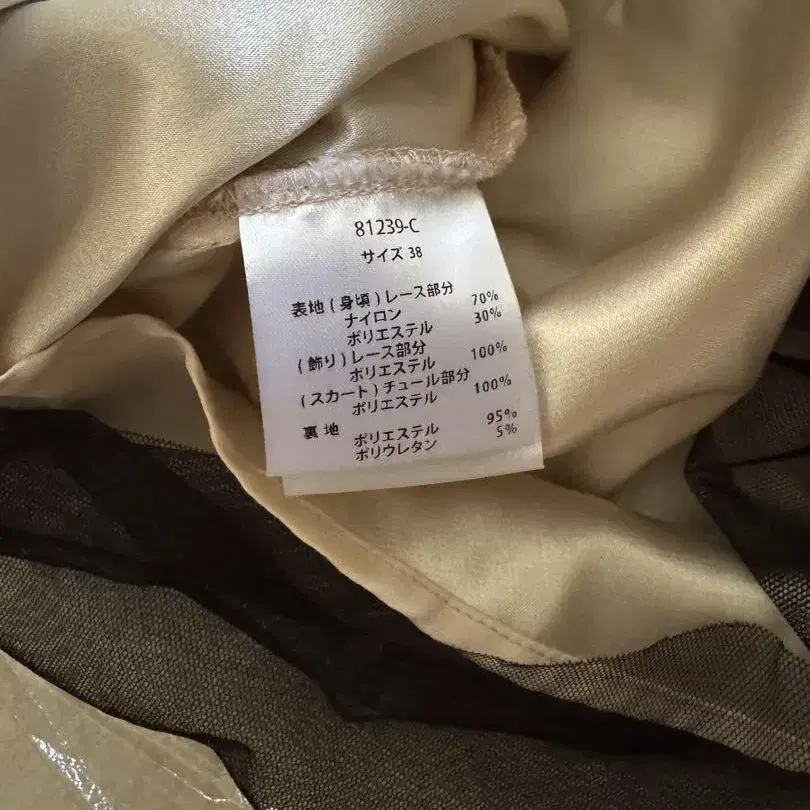 81239-C
サイズ 38
表地(身頃)レース部分
ナイロン 70%
ポリエステル 30%
(飾り)レース部分
ポリエステル 100%
(スカート)チュール部分
ポリエステル 100%
裏地
ポリエステル 95%
ポリウレタン 5%